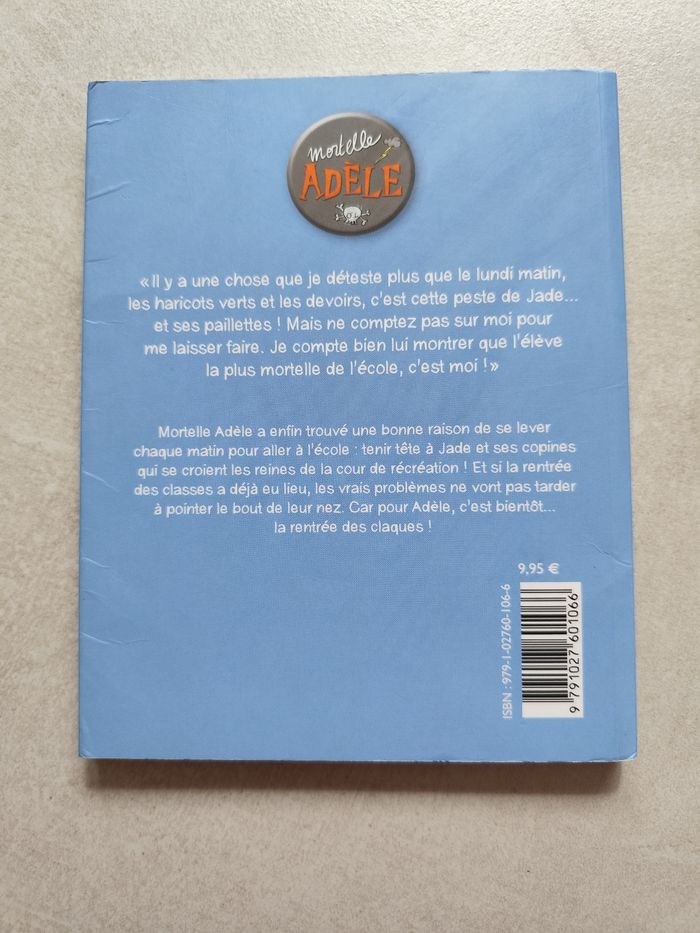 mortelle
ADÈLE
« Il y a une chose que je déteste plus que le lundi matin,
les haricots verts et les devoirs, c'est cette peste de Jade...
et ses paillettes ! Mais ne comptez pas sur moi pour
me laisser faire. Je compte bien lui montrer que l'élève
la plus mortelle de l'école, c'est moi ! »
Mortelle Adèle a enfin trouvé une bonne raison de se lever
chaque matin pour aller à l'école : tenir tête à Jade et ses copines
qui se croient les reines de la cour de récréation ! Et si la rentrée
des classes a déjà eu lieu, les vrais problèmes ne vont pas tarder
à pointer le bout de leur nez. Car pour Adèle, c'est bientôt...
la rentrée des claques !
9,95 €
ISBN : 979-1-02760-106-6
9 791027 601066